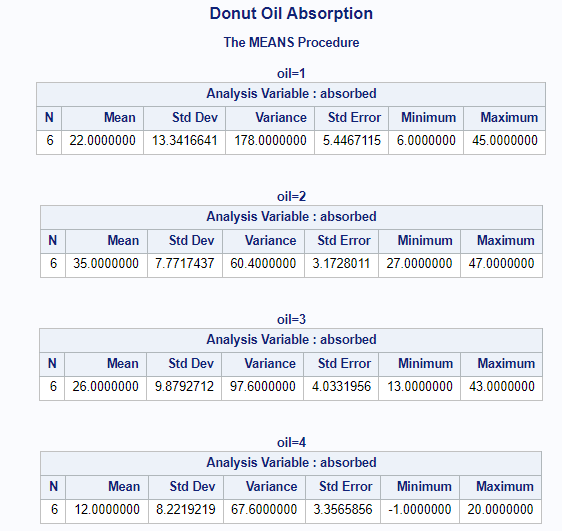 Donut Oil Absorption
The MEANS Procedure
oil=1
Analysis Variable : absorbed
N Mean Std Dev Variance Std Error Minimum Maximum
6 22.0000000 13.3416641 178.0000000 5.4467115 6.0000000 45.0000000
oil=2
Analysis Variable : absorbed
N Mean Std Dev Variance Std Error Minimum Maximum
6 35.0000000 7.7717437 60.4000000 3.1728011 27.0000000 47.0000000
oil=3
Analysis Variable : absorbed
N Mean Std Dev Variance Std Error Minimum Maximum
6 26.0000000 9.8792712 97.6000000 4.0331956 13.0000000 43.0000000
oil=4
Analysis Variable : absorbed
N Mean Std Dev Variance Std Error Minimum Maximum
6 12.0000000 8.2219219 67.6000000 3.3565856 -1.0000000 20.0000000